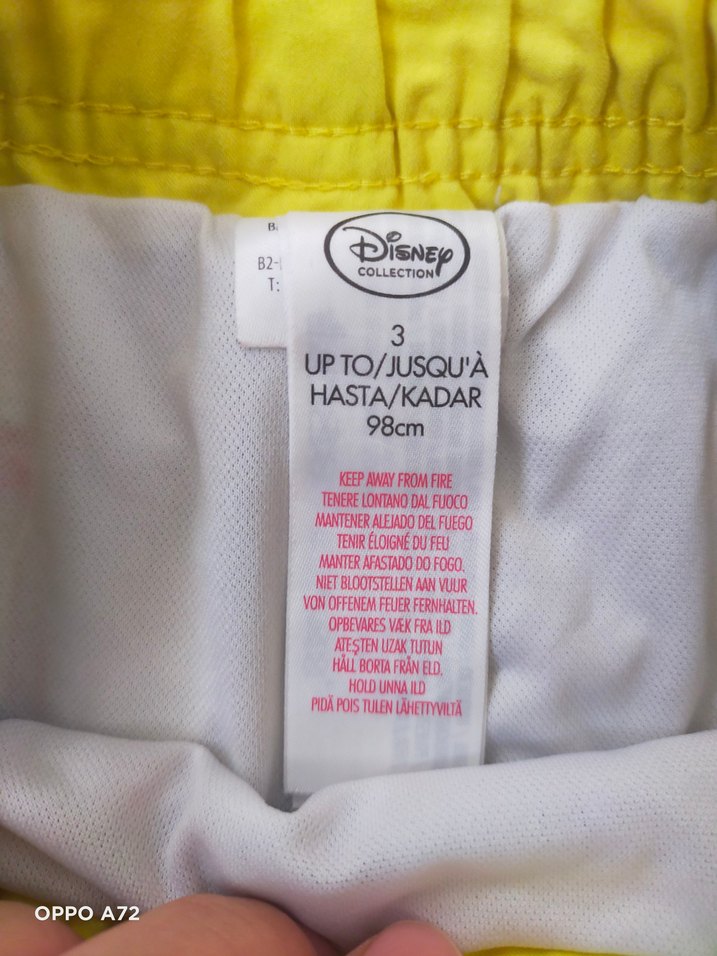 Disney
COLLECTION
3
UP TO/JUSQU'À
HASTA/KADAR
98cm
KEEP AWAY FROM FIRE
TENERE LONTANO DAL FUOCO
MANTENER ALEJADO DEL FUEGO
TENIR ÉLOIGNÉ DU FEU
MANTER AFASTADO DO FOGO.
NIET BLOOTSTELLEN AAN VUUR
VON OFFENEM FEUER FERNHALTEN.
OPBEVARES VÆK FRA ILD
ATEŞTEN UZAK TUTUN
HÅLL BORTA FRÅN ELD.
HOLD UNNA ILD
PIDÄ POIS TULEN LÄHETTYVILTÄ
B2-
T:
OPPO A72